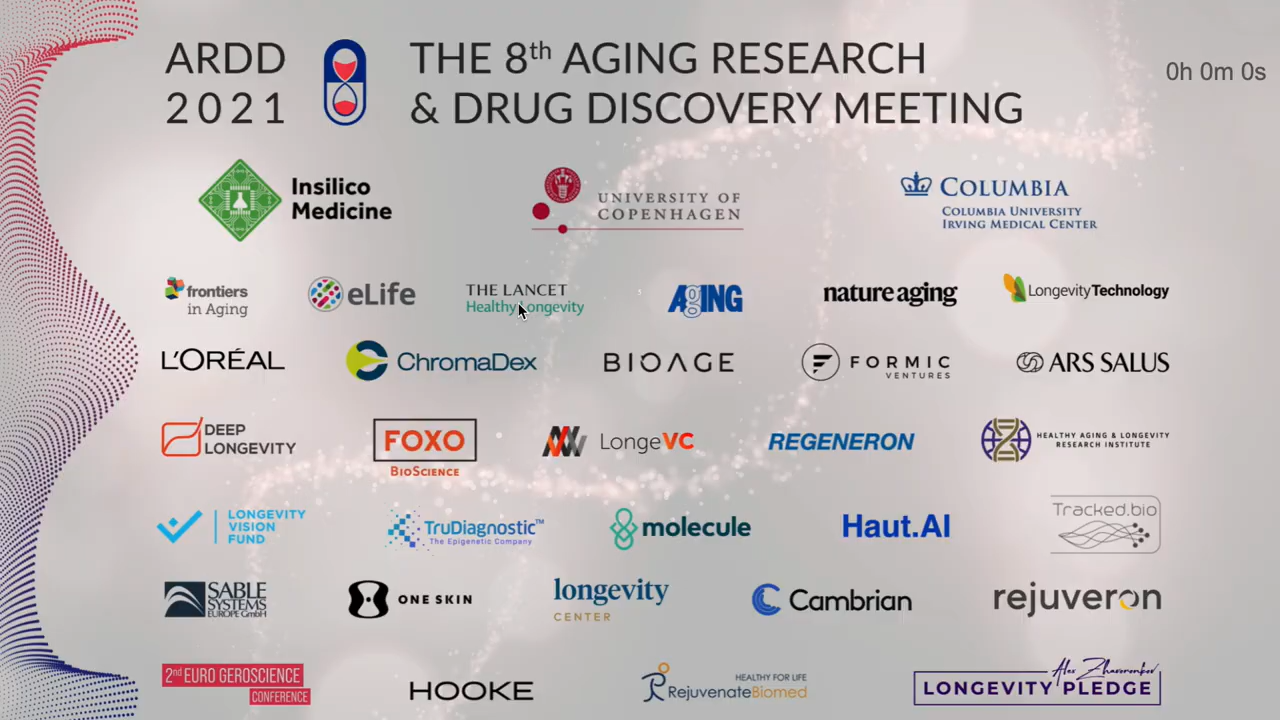 ARDD
2021
THE 8th AGING RESEARCH
& DRUG DISCOVERY MEETING
0h 0m 0s
Insilico
Medicine
UNIVERSITY OF
COPENHAGEN
COLUMBIA
COLUMBIA UNIVERSITY
IRVING MEDICAL CENTER
frontiers
in Aging
eLife
THE LANCET
Healthy Longevity
AgING
nature aging
LongevityTechnology
L'ORÉAL
ChromaDex
BIOAGE
FORMIC
VENTURES
ARS SALUS
DEEP
LONGEVITY
FOXO
BIOSCIENCE
LongeVC
REGENERON
HEALTHY AGING & LONGEVITY
RESEARCH INSTITUTE
LONGEVITY
VISION
FUND
TruDiagnostic™
The Epigenetic Company
molecule
Haut.AI
Tracked.bio
SABLE
SYSTEMS
EUROPE GmbH
ONE SKIN
longevity
CENTER
Cambrian
rejuveron
2nd EURO GEROSCIENCE
CONFERENCE
HOOKE
HEALTHY FOR LIFE
RejuvenateBiomed
Alex Zhavoronkov
LONGEVITY PLEDGE